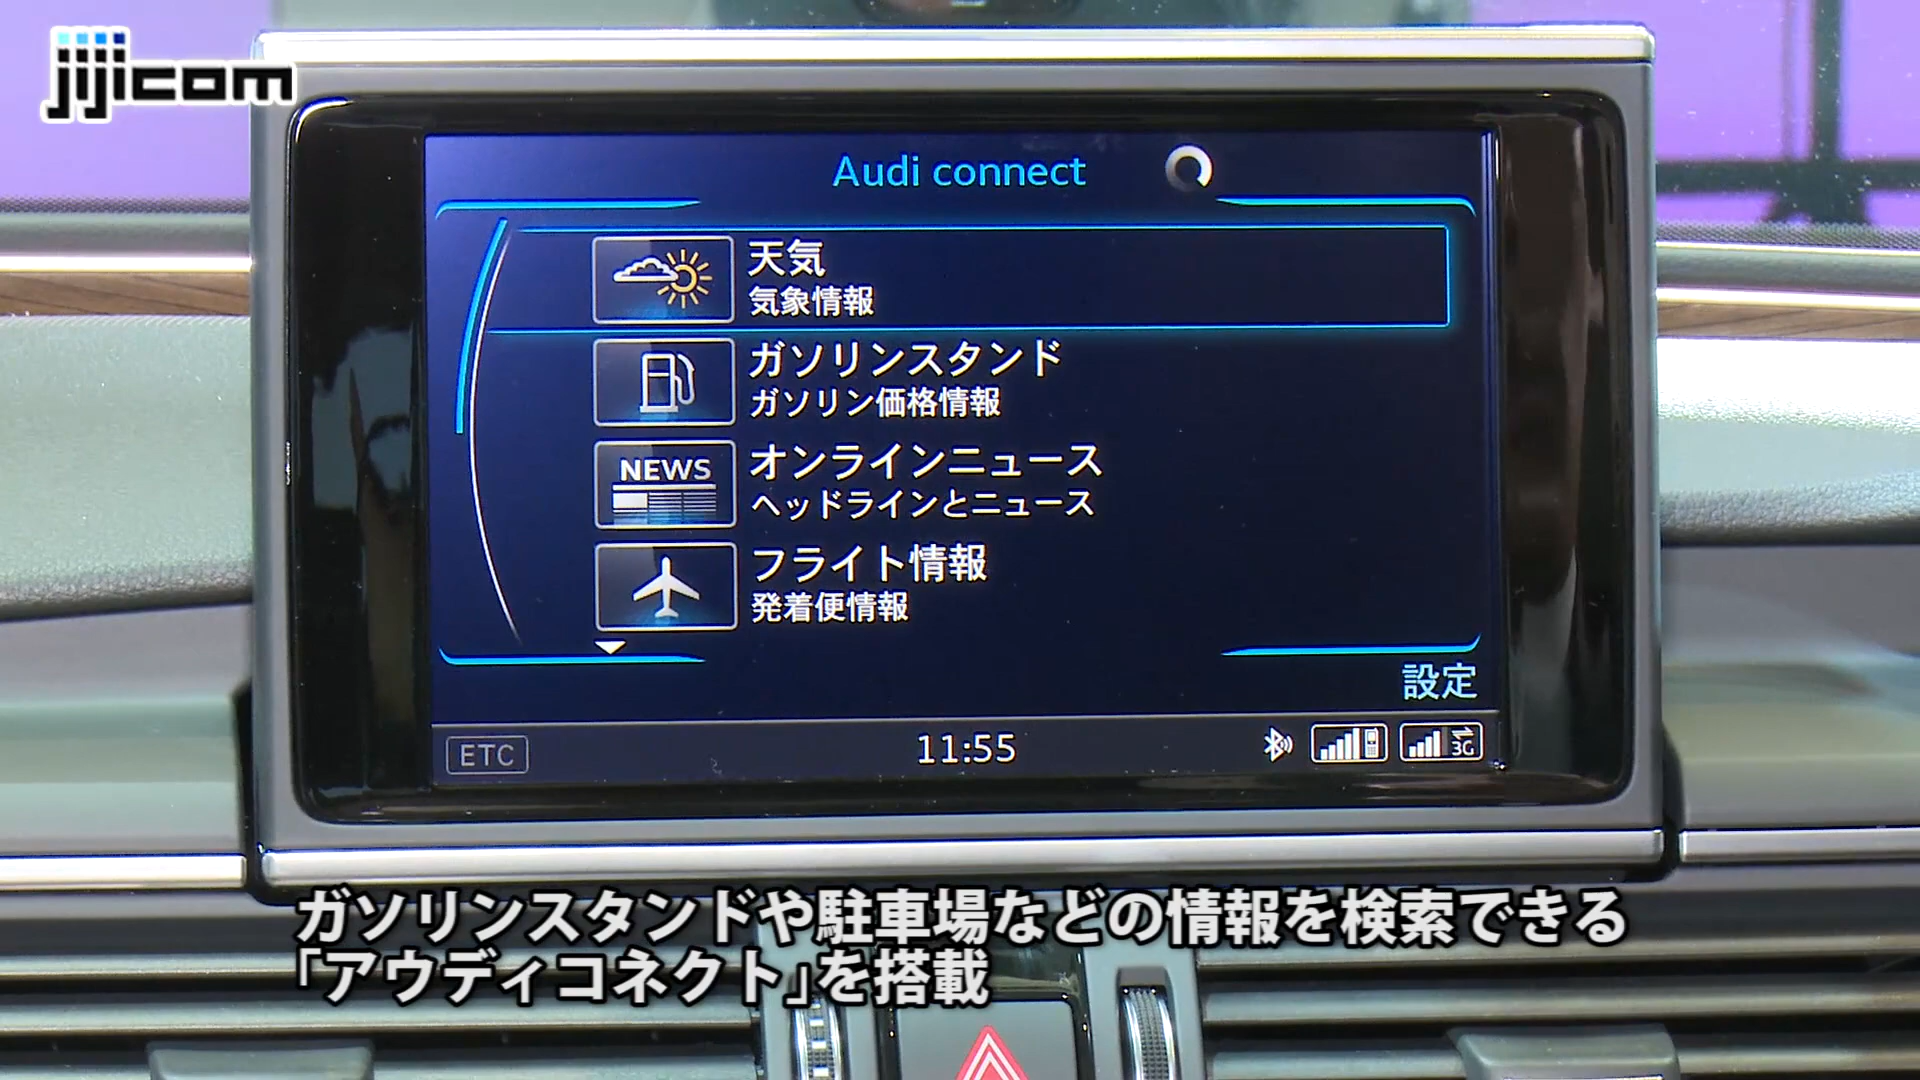 jijicom
Audi connect
天気
気象情報
ガソリンスタンド
ガソリン価格情報
NEWS
オンラインニュース
ヘッドラインとニュース
フライト情報
発着便情報
設定
ETC
11:55
3G
ガソリンスタンドや駐車場などの情報を検索できる
｢アウディコネクト｣を搭載